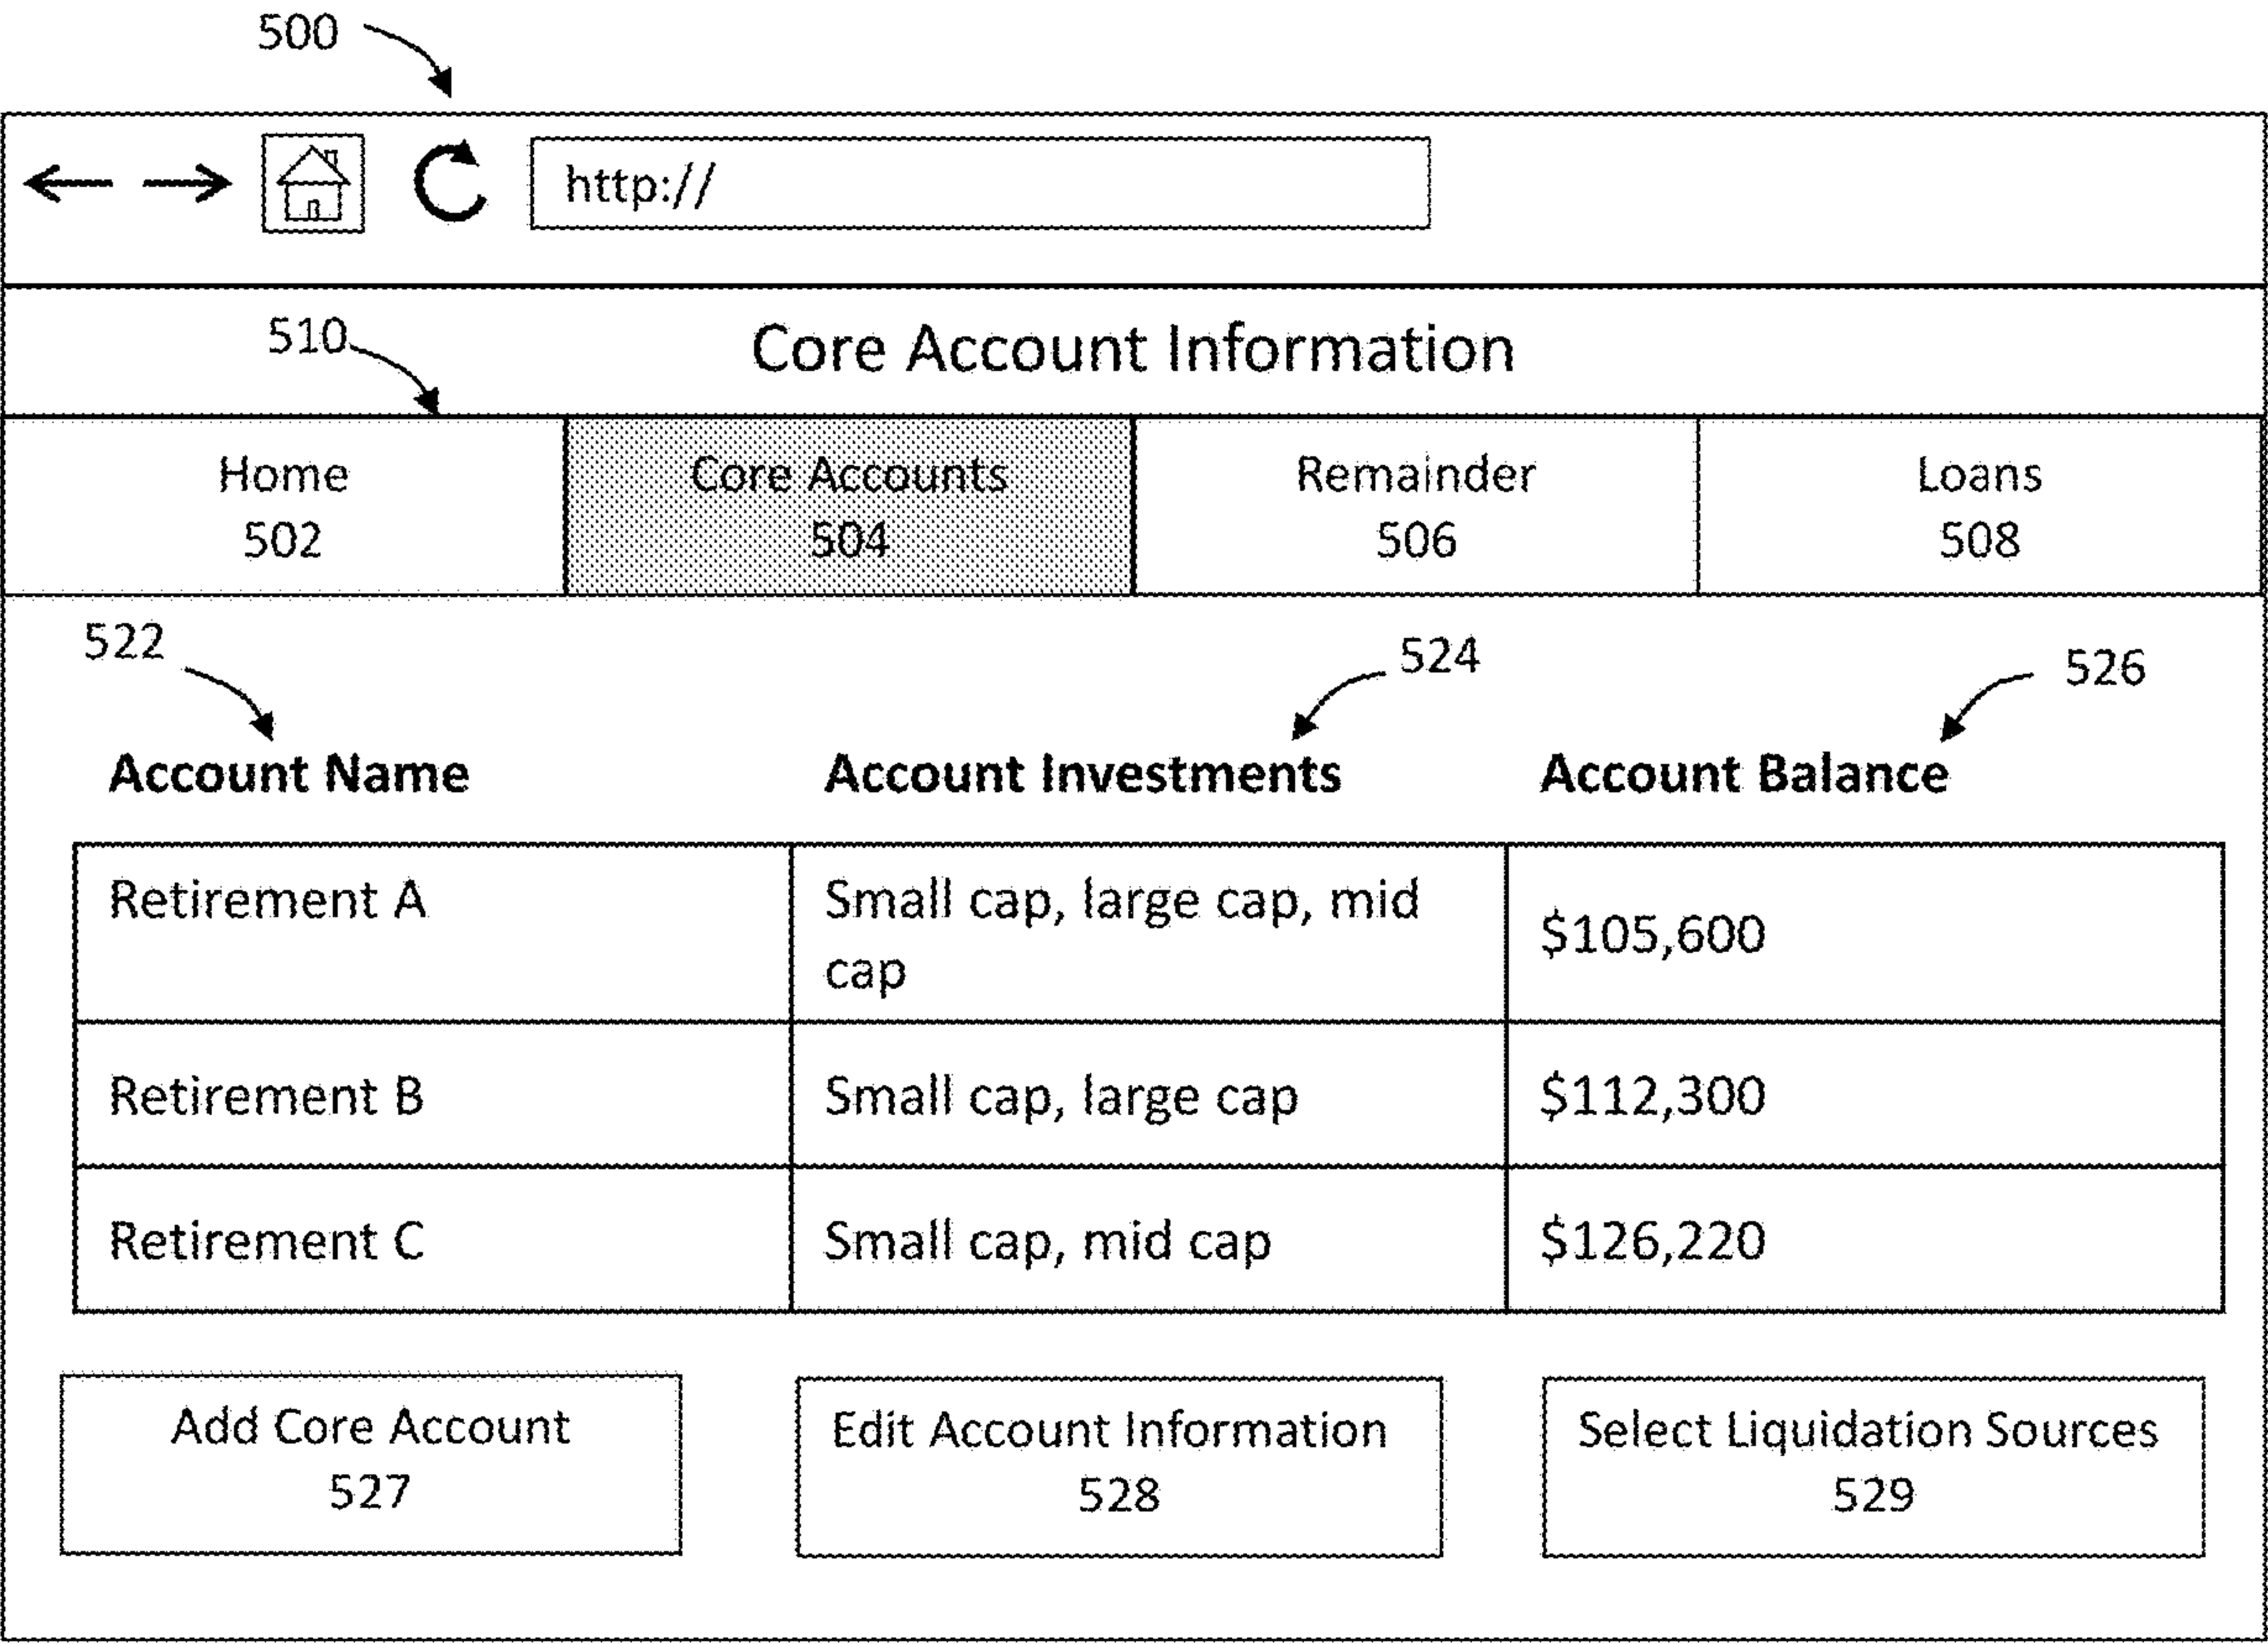 500
http://
510
Core Account Information
Home
502
Core Accounts
504
Remainder
506
Loans
508
522
524
526
Account Name
Account Investments
Account Balance
Retirement A
Small cap, large cap, mid
cap
$105,600
Retirement B
Small cap, large cap
$112,300
Retirement C
Small cap, mid cap
$126,220
Add Core Account
527
Edit Account Information
528
Select Liquidation Sources
529